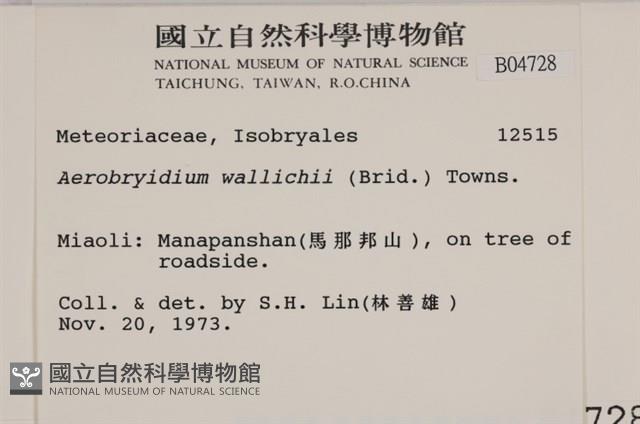 國立自然科學博物館
NATIONAL MUSEUM OF NATURAL SCIENCE
TAICHUNG, TAIWAN, R.O.CHINA
B04728
Meteoriaceae, Isobryales 12515
Aerobryidium wallichii (Brid.) Towns.
Miaoli: Manapanshan(馬那邦山), on tree of
roadside.
Coll. & det. by S.H. Lin(林善雄)
Nov. 20, 1973.
國立自然科學博物館
NATIONAL MUSEUM OF NATURAL SCIENCE
728